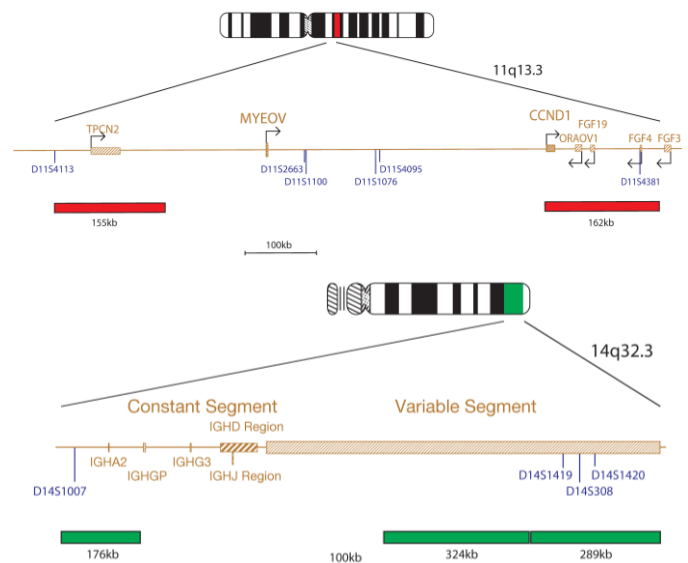 11q13.3
TPCN2
MYEOV
CCND1
FGF19
ORAOV1
FGF4
FGF3
D11S4113
D11S2663
D11S1100
D11S4095
D11S1076
D11S4381
155kb
162kb
100kb
14q32.3
Constant Segment
Variable Segment
IGHD Region
IGHA2
IGHGP
IGHG3
IGHJ Region
D14S1007
D14S1419
D14S308
D14S1420
176kb
100kb
324kb
289kb